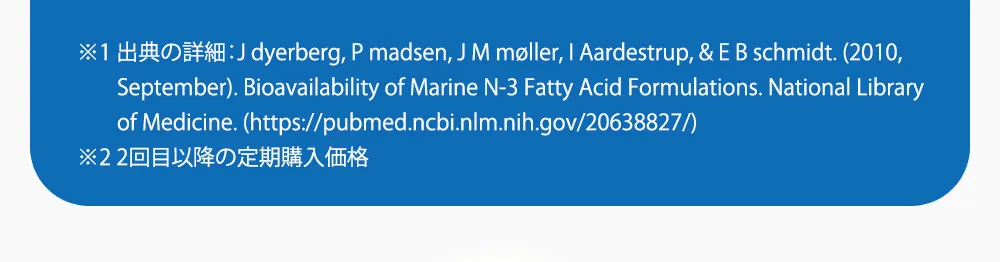 ※1 出典の詳細：J dyerberg, P madsen, J M møller, I Aardestrup, & E B schmidt. (2010,
September). Bioavailability of Marine N-3 Fatty Acid Formulations. National Library
of Medicine. (https://pubmed.ncbi.nlm.nih.gov/20638827/)
※2 2回目以降の定期購入価格